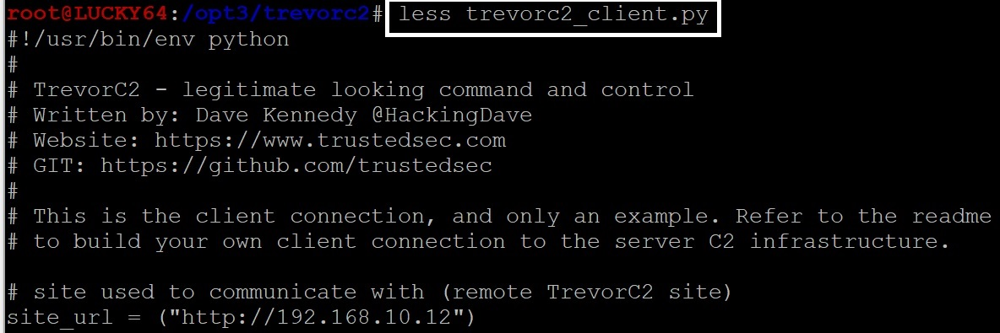 root@LUCKY64:/opt3/trevorc2# less trevorc2_client.py
#!/usr/bin/env python
#
# TrevorC2 - legitimate looking command and control
# Written by: Dave Kennedy @HackingDave
# Website: https://www.trustedsec.com
# GIT: https://github.com/trustedsec
#
# This is the client connection, and only an example. Refer to the readme
# to build your own client connection to the server C2 infrastructure.
# site used to communicate with (remote TrevorC2 site)
site_url = ("http://192.168.10.12")